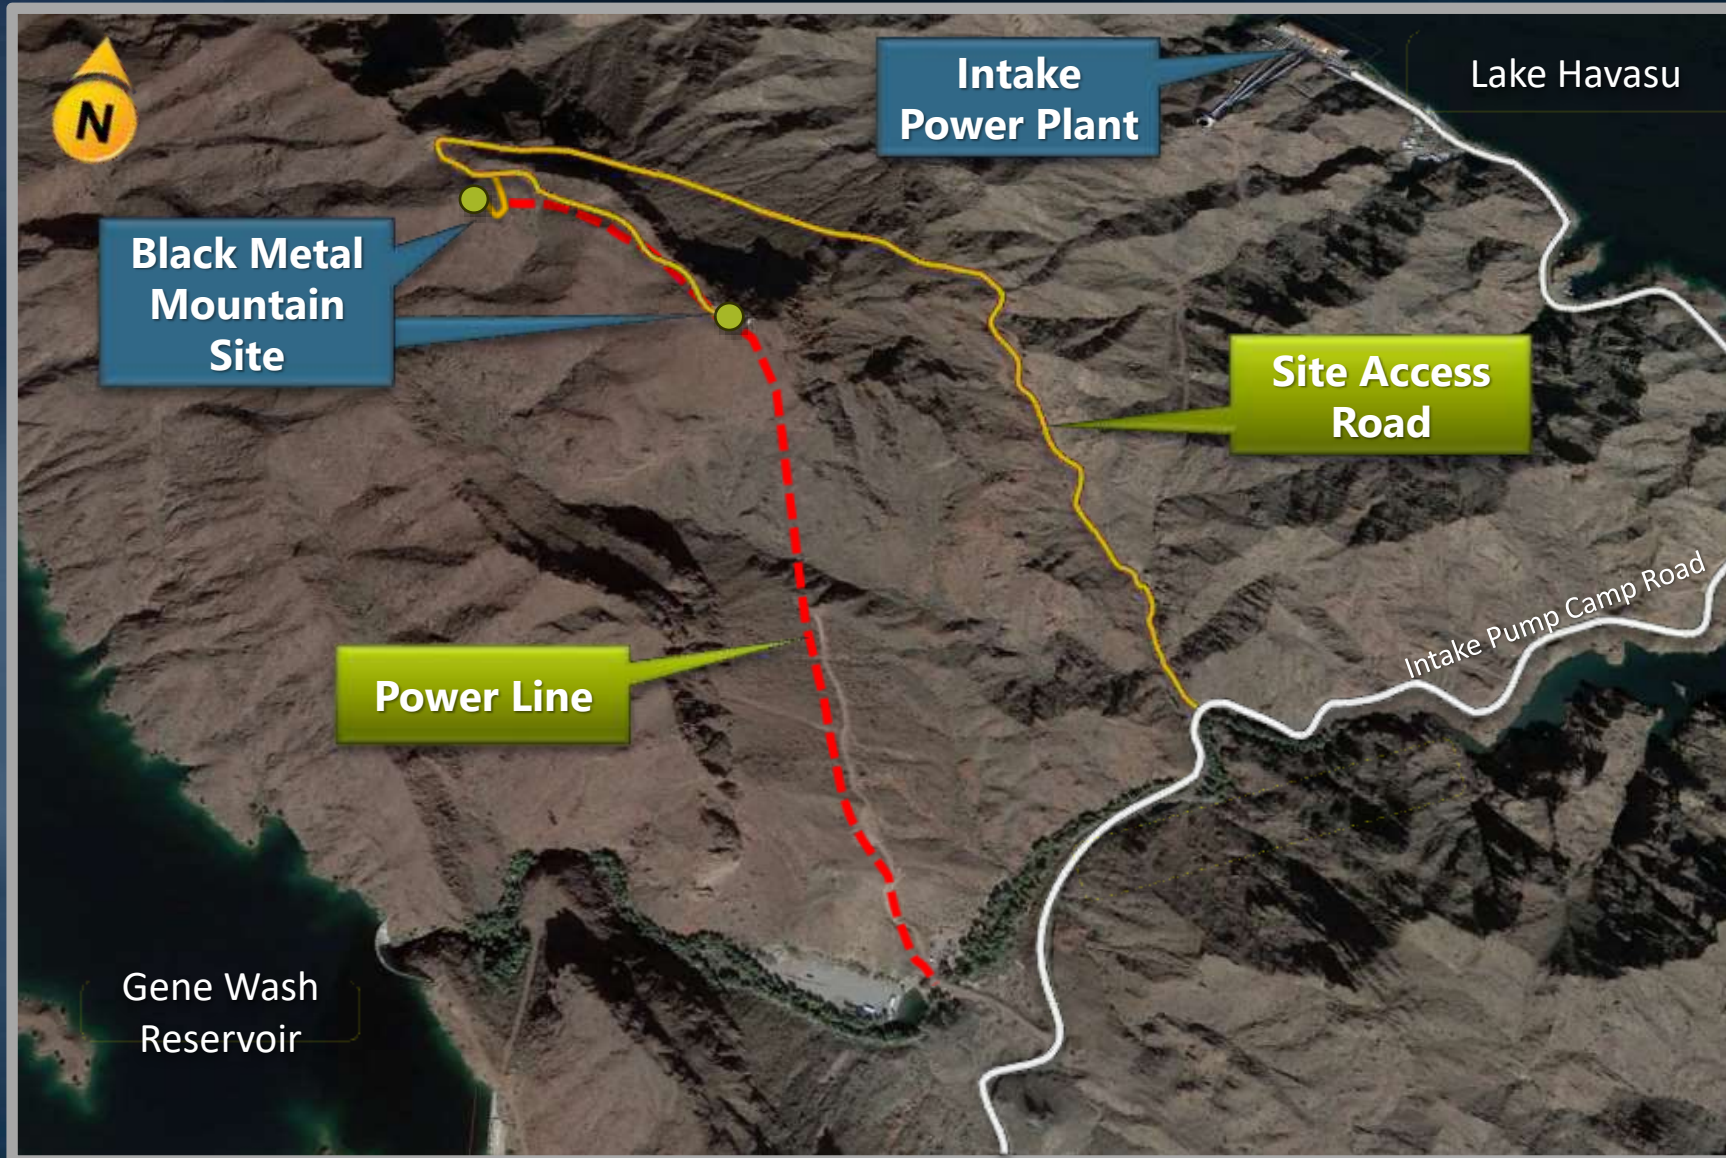 N
Intake
Power Plant
Lake Havasu
Black Metal
Mountain
Site
Site Access
Road
Intake Pump Camp Road
Power Line
Gene Wash
Reservoir